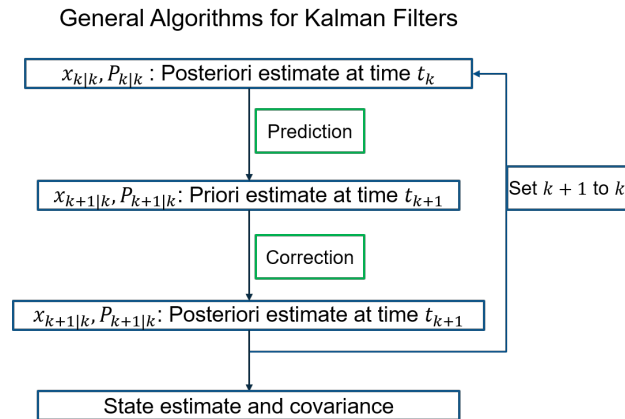 General Algorithms for Kalman Filters
x_{k|k}, P_{k|k} : Posteriori estimate at time t_k
Prediction
x_{k+1|k}, P_{k+1|k}: Priori estimate at time t_{k+1}
Set k + 1 to k
Correction
x_{k+1|k}, P_{k+1|k}: Posteriori estimate at time t_{k+1}
State estimate and covariance